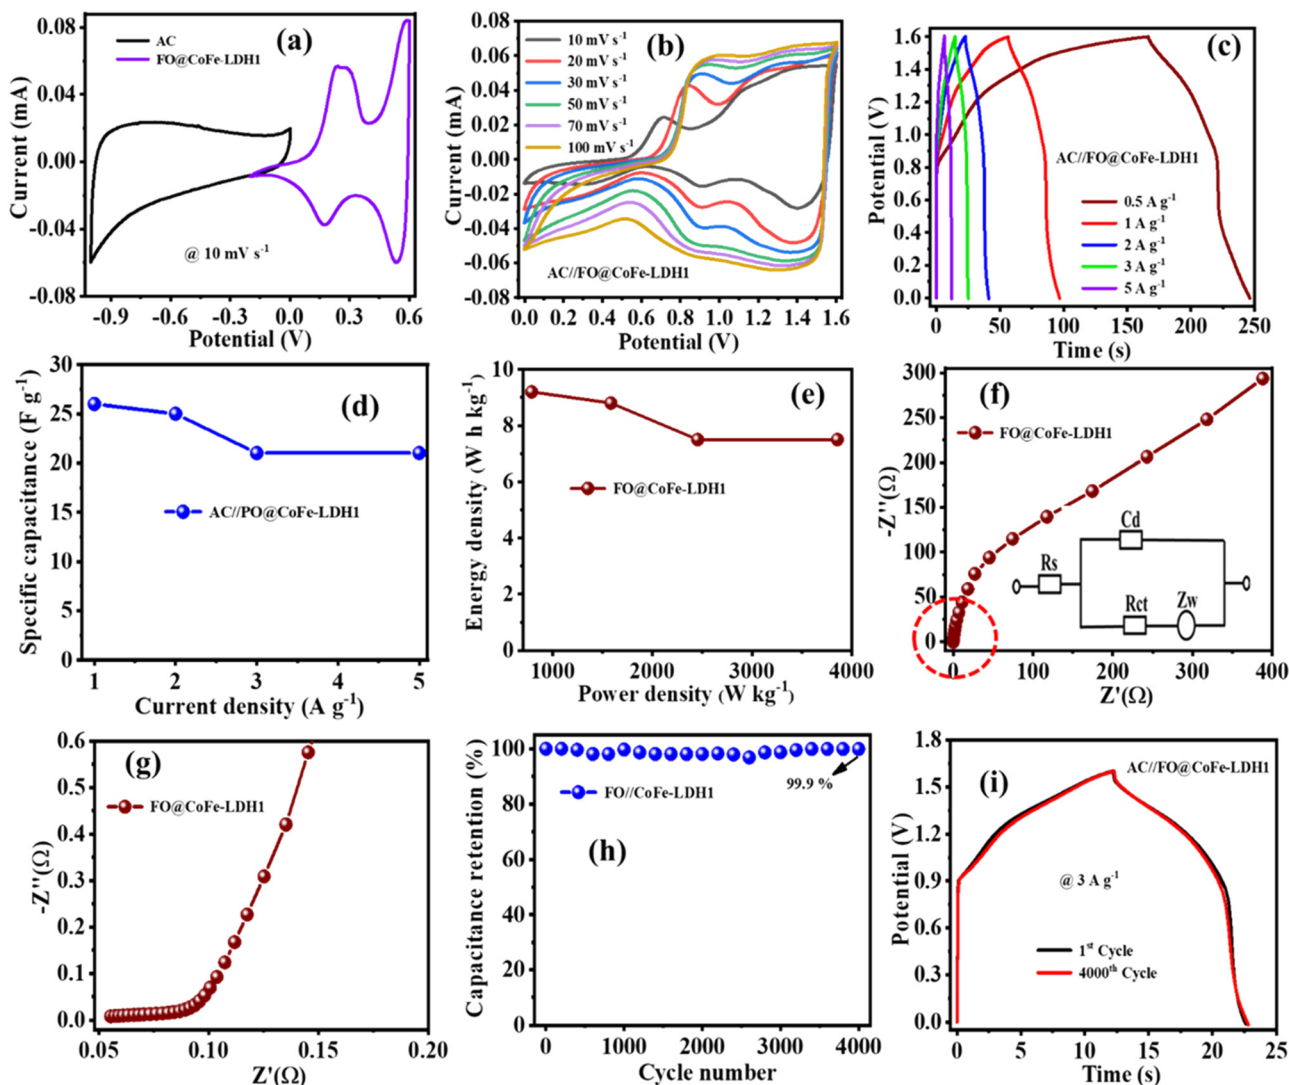 (a)
AC
FO@CoFe-LDH1
@ 10 mV s⁻¹
0.08
0.04
0.00
-0.04
-0.08
Current (mA)
-0.9 -0.6 -0.3 0.0 0.3 0.6
Potential (V)
(b)
10 mV s⁻¹
20 mV s⁻¹
30 mV s⁻¹
50 mV s⁻¹
70 mV s⁻¹
100 mV s⁻¹
AC//FO@CoFe-LDH1
0.08
0.06
0.04
0.02
0.00
-0.02
-0.04
-0.06
-0.08
Current (mA)
0.0 0.2 0.4 0.6 0.8 1.0 1.2 1.4 1.6
Potential (V)
(c)
AC//FO@CoFe-LDH1
0.5 A g⁻¹
1 A g⁻¹
2 A g⁻¹
3 A g⁻¹
5 A g⁻¹
1.6
1.4
1.2
1.0
0.8
0.6
0.4
0.2
0.0
Potential (V)
0 50 100 150 200 250
Time (s)
(d)
AC//PO@CoFe-LDH1
30
25
20
15
10
5
0
Specific capacitance (F g⁻¹)
1 2 3 4 5
Current density (A g⁻¹)
(e)
FO@CoFe-LDH1
10
8
6
4
2
0
Energy density (W h kg⁻¹)
1000 2000 3000 4000
Power density (W kg⁻¹)
(f)
FO@CoFe-LDH1
Cd
Rs
Rct
Zw
300
250
200
150
100
50
0
-Z''(Ω)
0 100 200 300 400
Z'(Ω)
(g)
FO@CoFe-LDH1
0.6
0.5
0.4
0.3
0.2
0.1
0.0
-Z''(Ω)
0.05 0.10 0.15 0.20
Z'(Ω)
(h)
99.9 %
FO//CoFe-LDH1
100
80
60
40
20
0
Capacitance retention (%)
0 1000 2000 3000 4000
Cycle number
(i)
AC//FO@CoFe-LDH1
@ 3 A g⁻¹
1ˢᵗ Cycle
4000ᵗʰ Cycle
1.8
1.5
1.2
0.9
0.6
0.3
0.0
Potential (V)
0 5 10 15 20 25
Time (s)